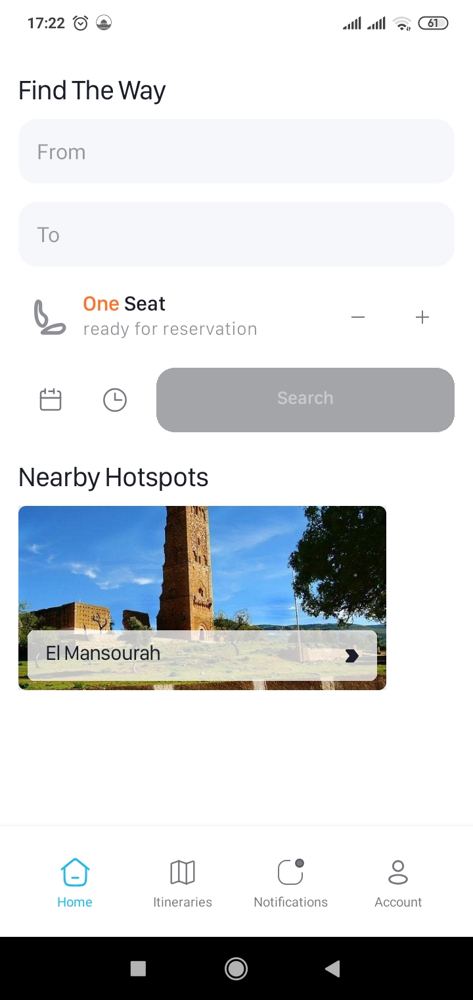 17:22
61
Find The Way
From
To
One Seat
ready for reservation
Search
Nearby Hotspots
El Mansourah
Home
Itineraries
Notifications
Account